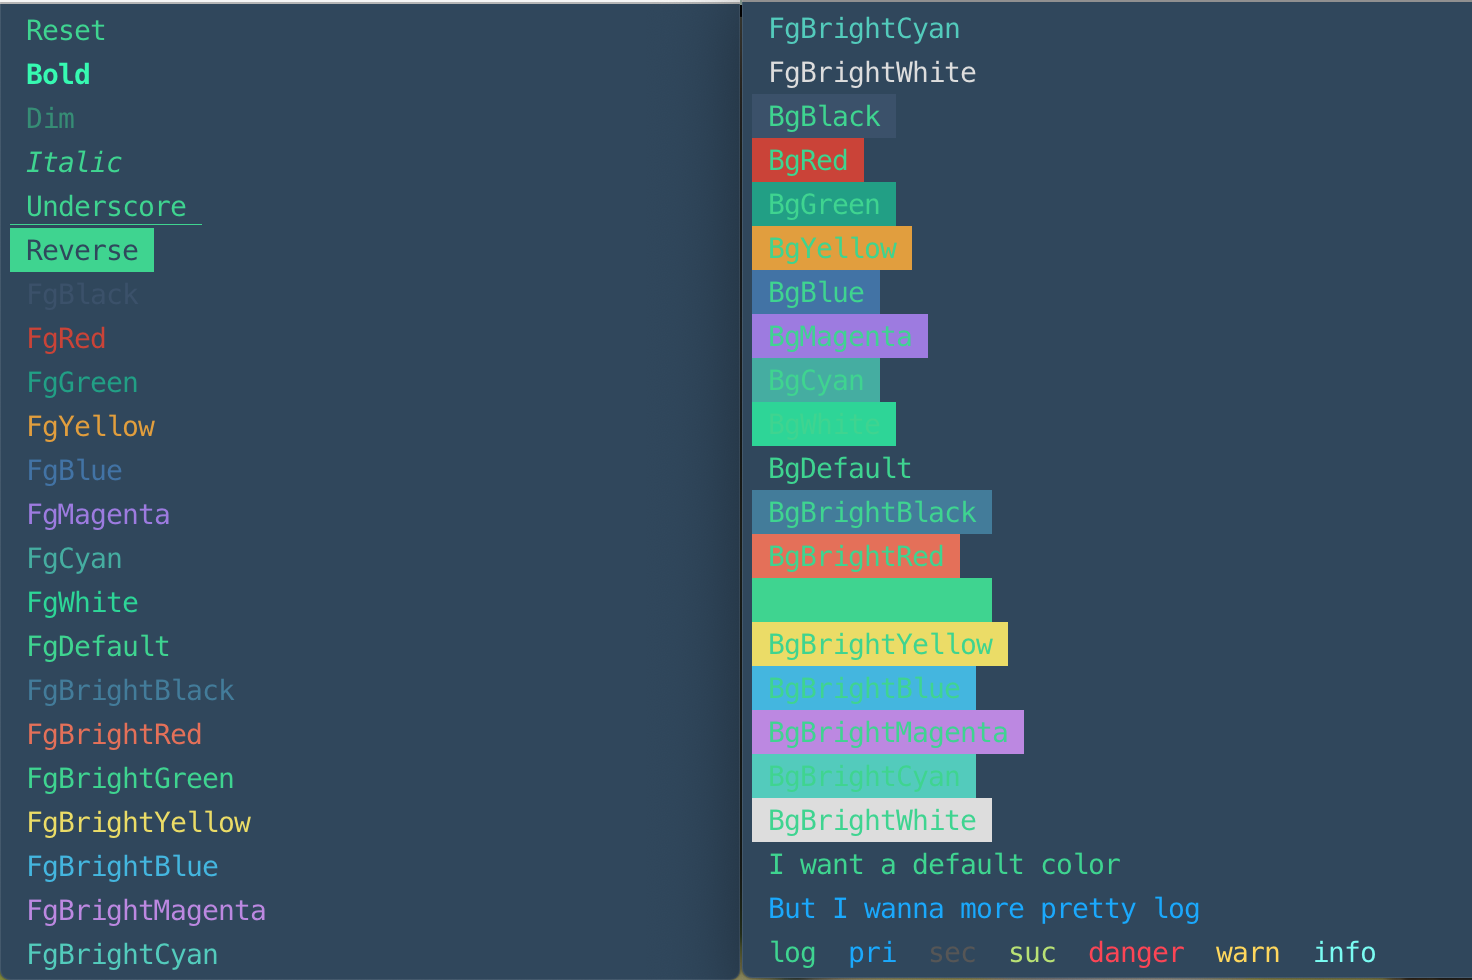 Reset
Bold
Dim
Italic
Underscore
Reverse
FgBlack
FgRed
FgGreen
FgYellow
FgBlue
FgMagenta
FgCyan
FgWhite
FgDefault
FgBrightBlack
FgBrightRed
FgBrightGreen
FgBrightYellow
FgBrightBlue
FgBrightMagenta
FgBrightCyan
FgBrightCyan
FgBrightWhite
BgBlack
BgRed
BgGreen
BgYellow
BgBlue
BgMagenta
BgCyan
BgWhite
BgDefault
BgBrightBlack
BgBrightRed
BgBrightYellow
BgBrightBlue
BgBrightMagenta
BgBrightCyan
BgBrightWhite
I want a default color
But I wanna more pretty log
log pri sec suc danger warn info